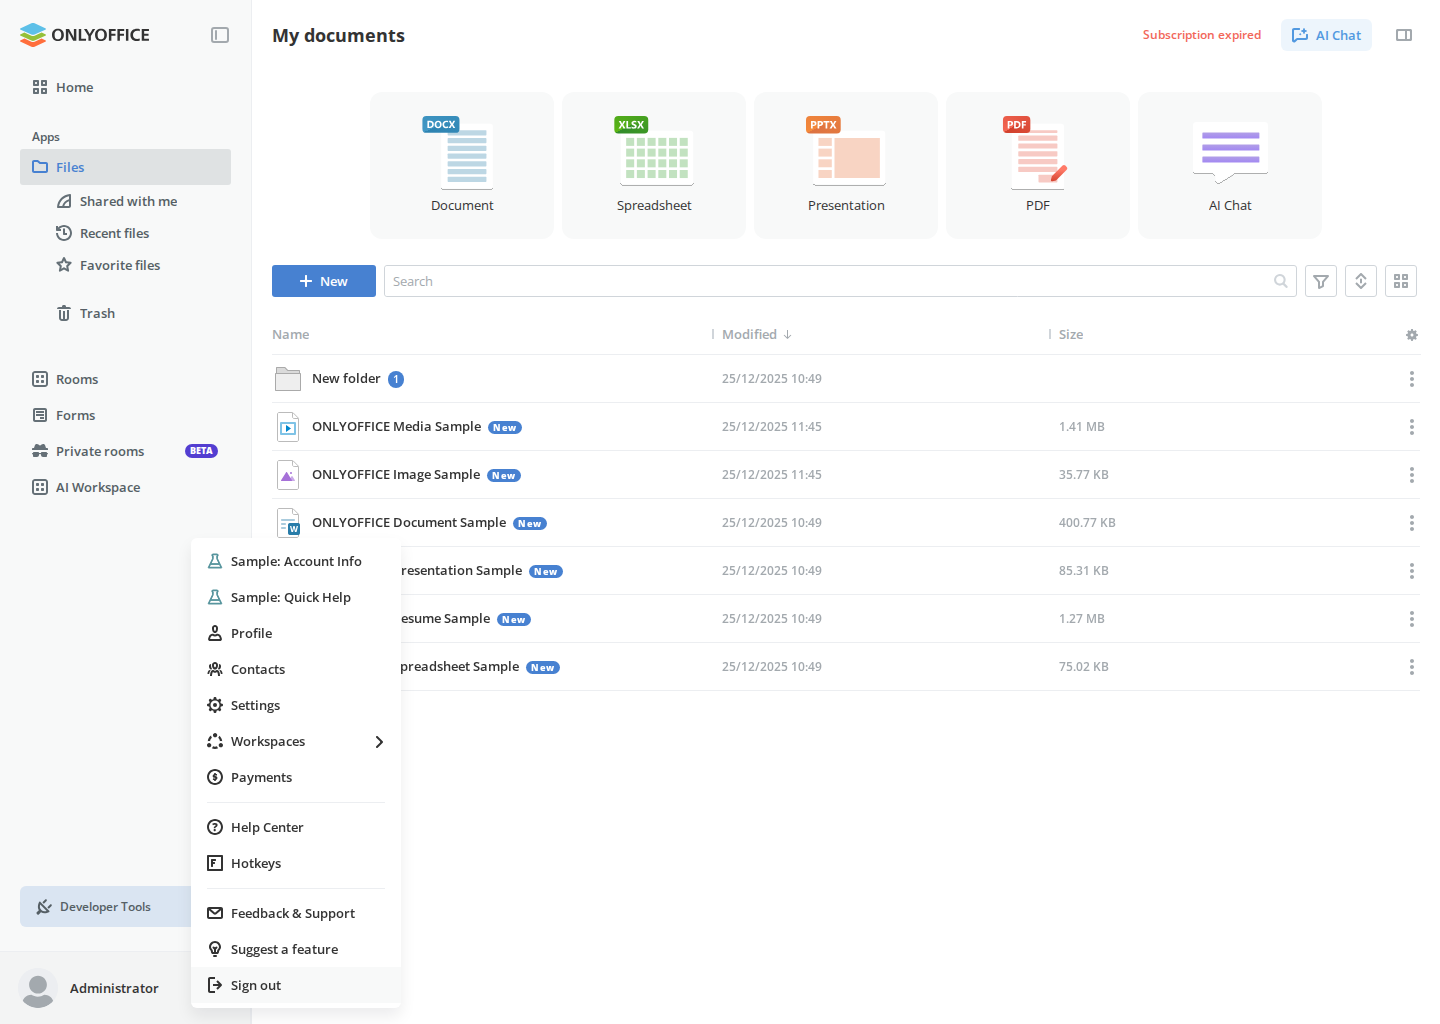 ONLYOFFICE
My documents
Subscription expired
AI Chat
Home
Apps
Files
Shared with me
Recent files
Favorite files
Trash
Rooms
Forms
Private rooms BETA
AI Workspace
DOCX
Document
XLSX
Spreadsheet
PPTX
Presentation
PDF
PDF
AI Chat
New
Search
Name Modified Size
New folder 1 25/12/2025 10:49
ONLYOFFICE Media Sample New 25/12/2025 11:45 1.41 MB
ONLYOFFICE Image Sample New 25/12/2025 11:45 35.77 KB
W
ONLYOFFICE Document Sample New 25/12/2025 10:49 400.77 KB
resentation Sample New 25/12/2025 10:49 85.31 KB
esume Sample New 25/12/2025 10:49 1.27 MB
preadsheet Sample New 25/12/2025 10:49 75.02 KB
Sample: Account Info
Sample: Quick Help
Profile
Contacts
Settings
Workspaces
Payments
Help Center
Hotkeys
Feedback & Support
Suggest a feature
Sign out
Developer Tools
Administrator